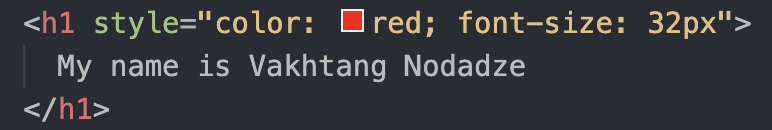 <h1 style="color: red; font-size: 32px">
My name is Vakhtang Nodadze
</h1>